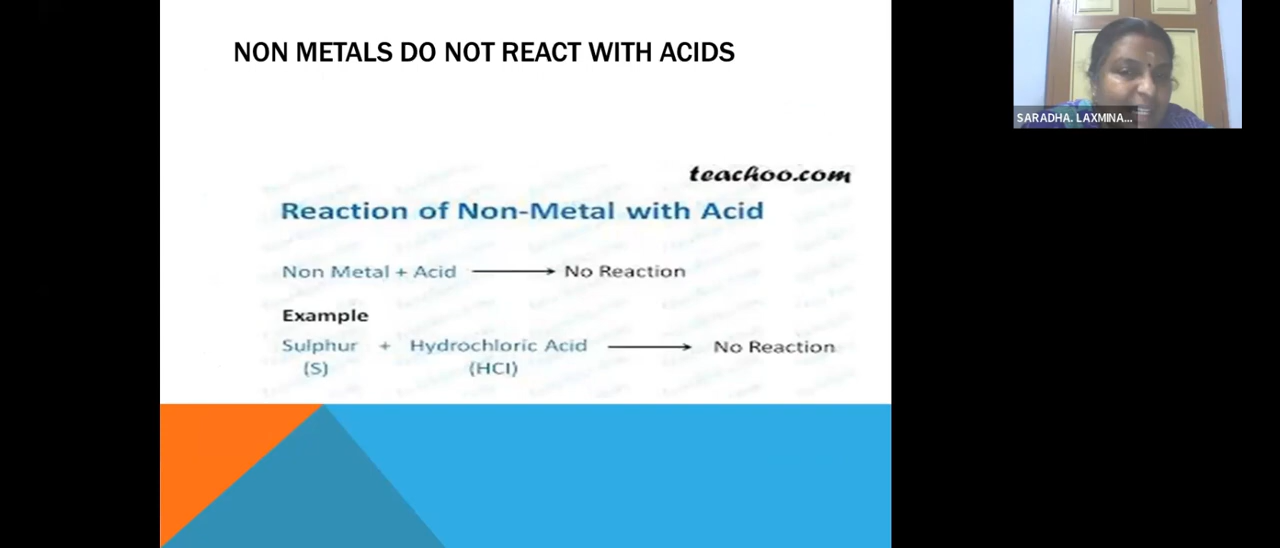 NON METALS DO NOT REACT WITH ACIDS
SARADHA. LAXMINA...
teachoo.com
Reaction of Non-Metal with Acid
Non Metal + Acid ⟶ No Reaction
Example
Sulphur + Hydrochloric Acid ⟶ No Reaction
(S) (HCl)